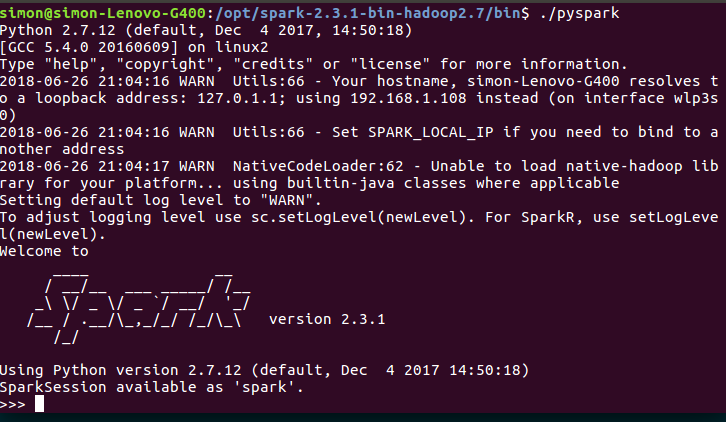 simon@simon-Lenovo-G400:/opt/spark-2.3.1-bin-hadoop2.7/bin$ ./pyspark
Python 2.7.12 (default, Dec  4 2017, 14:50:18)
[GCC 5.4.0 20160609] on linux2
Type "help", "copyright", "credits" or "license" for more information.
2018-06-26 21:04:16 WARN  Utils:66 - Your hostname, simon-Lenovo-G400 resolves t
o a loopback address: 127.0.1.1; using 192.168.1.108 instead (on interface wlp3s
0)
2018-06-26 21:04:16 WARN  Utils:66 - Set SPARK_LOCAL_IP if you need to bind to a
nother address
2018-06-26 21:04:17 WARN  NativeCodeLoader:62 - Unable to load native-hadoop lib
rary for your platform... using builtin-java classes where applicable
Setting default log level to "WARN".
To adjust logging level use sc.setLogLevel(newLevel). For SparkR, use setLogLeve
l(newLevel).
Welcome to
      ____              __
     / __/__  ___ _____/ /__
    _\ \/ _ \/ _ `/ __/  '_/
   /__ / .__/\_,_/_/ /_/\_\   version 2.3.1
      /_/

Using Python version 2.7.12 (default, Dec  4 2017 14:50:18)
SparkSession available as 'spark'.
>>>